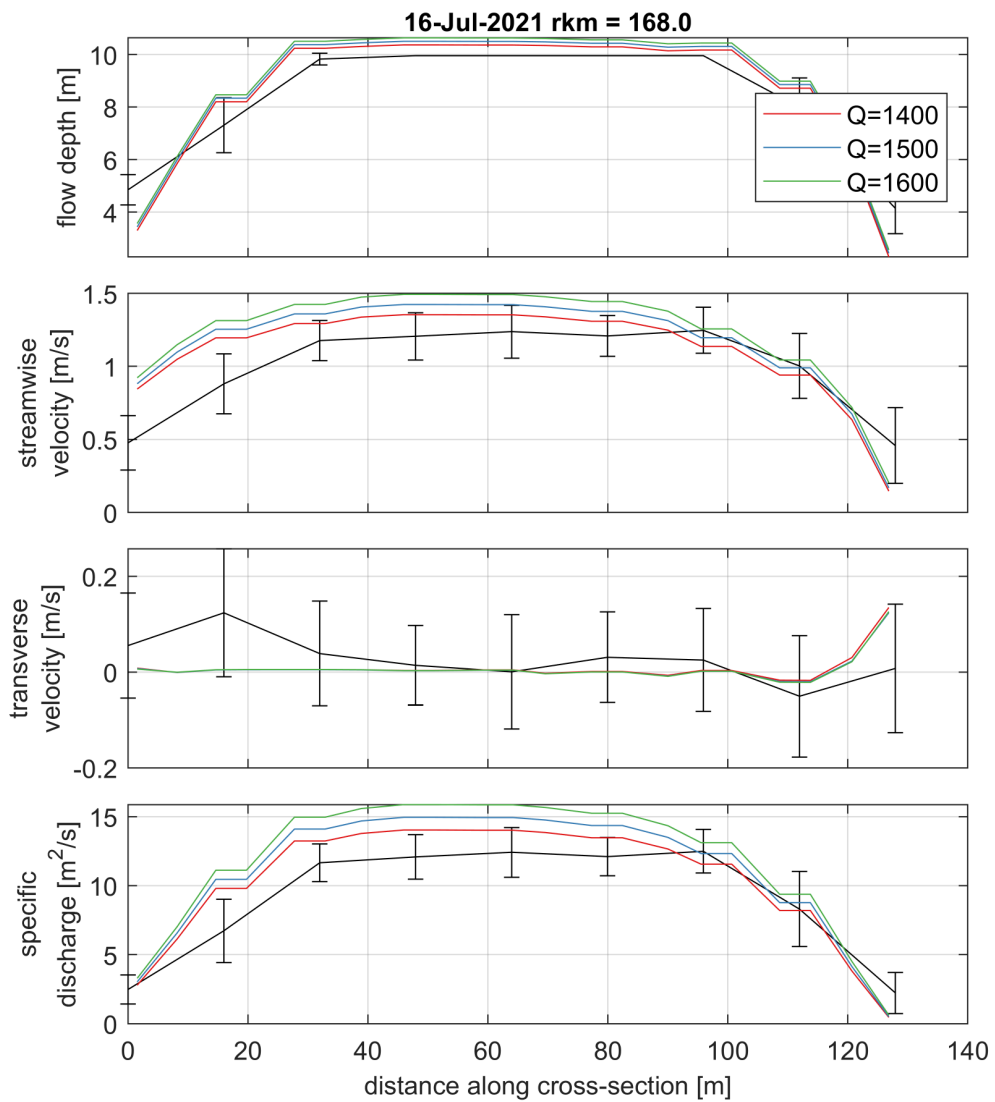 16-Jul-2021 rkm = 168.0
flow depth [m]
10
8
6
4
Q=1400
Q=1500
Q=1600
streamwise
velocity [m/s]
1.5
1
0.5
0
transverse
velocity [m/s]
0.2
0
-0.2
specific
discharge [m²/s]
15
10
5
0
0 20 40 60 80 100 120 140
distance along cross-section [m]